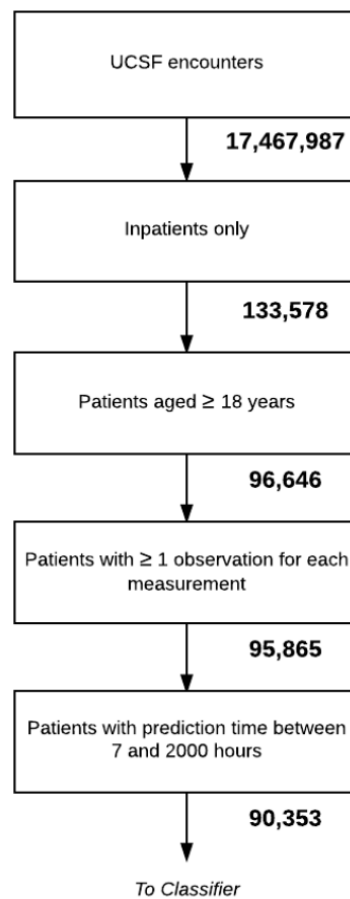 UCSF encounters
17,467,987
Inpatients only
133,578
Patients aged ≥ 18 years
96,646
Patients with ≥ 1 observation for each
measurement
95,865
Patients with prediction time between
7 and 2000 hours
90,353
To Classifier